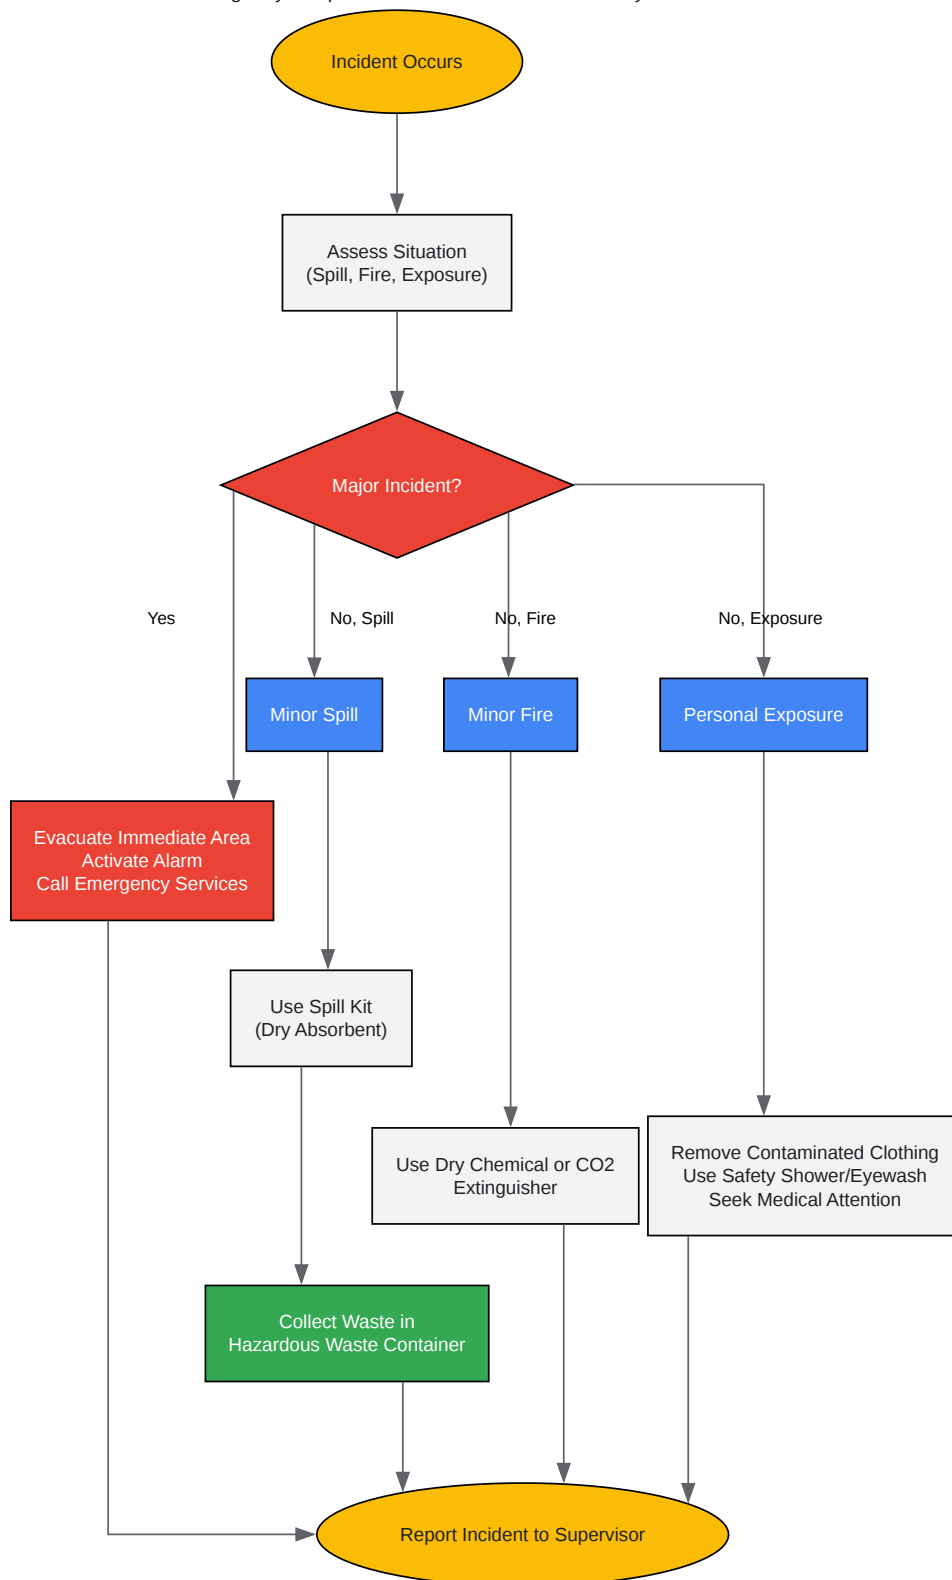 Incident Occurs
Assess Situation
(Spill, Fire, Exposure)
Major Incident?
Yes
No, Spill
No, Fire
No, Exposure
Minor Spill
Minor Fire
Personal Exposure
Evacuate Immediate Area
Activate Alarm
Call Emergency Services
Use Spill Kit
(Dry Absorbent)
Use Dry Chemical or CO2
Extinguisher
Remove Contaminated Clothing
Use Safety Shower/Eyewash
Seek Medical Attention
Collect Waste in
Hazardous Waste Container
Report Incident to Supervisor